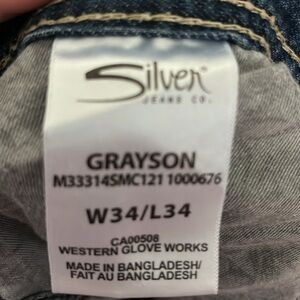 Silver
JEANS CO.
GRAYSON
M33314SMC121 1000676
W34/L34
CA00508
WESTERN GLOVE WORKS
MADE IN BANGLADESH/
FAIT AU BANGLADESH